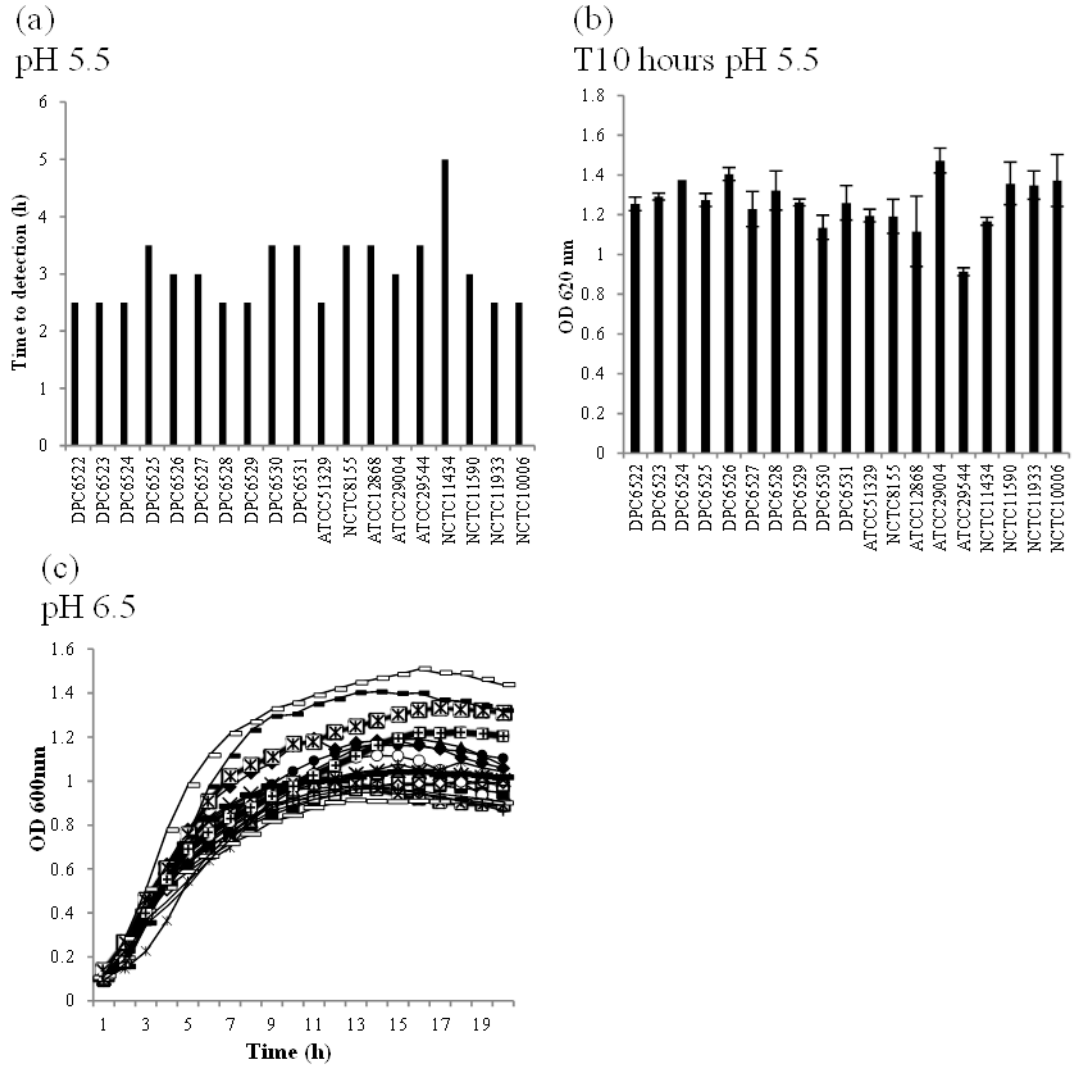 (a)
pH 5.5
6
5
4
3
2
1
0
Time to detection (h)
DPC6522
DPC6523
DPC6524
DPC6525
DPC6526
DPC6527
DPC6528
DPC6529
DPC6530
DPC6531
ATCC51329
NCTC8155
ATCC12868
ATCC29004
ATCC29544
NCTC11434
NCTC11590
NCTC11933
NCTC10006
(b)
T10 hours pH 5.5
1.8
1.6
1.4
1.2
1
0.8
0.6
0.4
0.2
0
OD 620 nm
DPC6522
DPC6523
DPC6524
DPC6525
DPC6526
DPC6527
DPC6528
DPC6529
DPC6530
DPC6531
ATCC51329
NCTC8155
ATCC12868
ATCC29004
ATCC29544
NCTC11434
NCTC11590
NCTC11933
NCTC10006
(c)
pH 6.5
1.6
1.4
1.2
1
0.8
0.6
0.4
0.2
0
OD 600nm
1 3 5 7 9 11 13 15 17 19
Time (h)